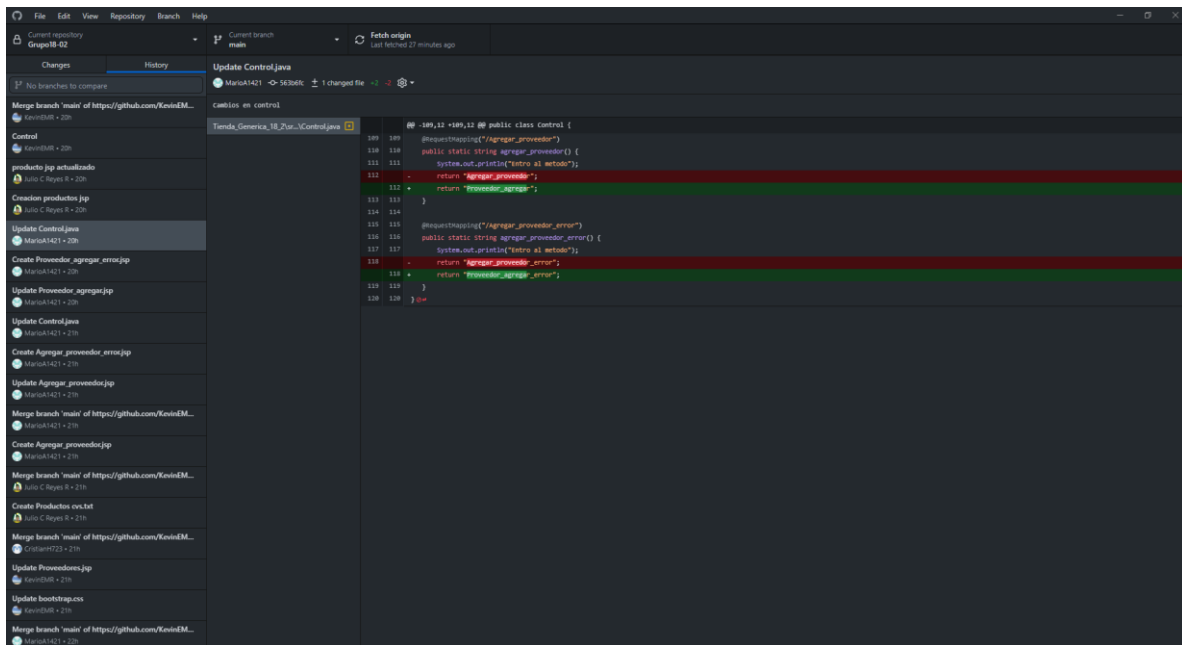 File Edit View Repository Branch Help
Current repository
Grupo18-02
Current branch
main
Fetch origin
Last fetched 27 minutes ago
Changes History
No branches to compare
Merge branch 'main' of https://github.com/KevinEM...
KevinEMR • 20h
Control
KevinEMR • 20h
producto jsp actualizado
Julio C Reyes R • 20h
Creacion productos jsp
Julio C Reyes R • 20h
Update Control.java
MarioA1421 • 20h
Create Proveedor_agregar_error.jsp
MarioA1421 • 20h
Update Proveedor_agregar.jsp
MarioA1421 • 20h
Update Control.java
MarioA1421 • 21h
Create Agregar_proveedor_error.jsp
MarioA1421 • 21h
Update Agregar_proveedor.jsp
MarioA1421 • 21h
Merge branch 'main' of https://github.com/KevinEM...
MarioA1421 • 21h
Create Agregar_proveedor.jsp
MarioA1421 • 21h
Merge branch 'main' of https://github.com/KevinEM...
Julio C Reyes R • 21h
Create Productos cvs.txt
Julio C Reyes R • 21h
Merge branch 'main' of https://github.com/KevinEM...
CristianH723 • 21h
Update Proveedores.jsp
KevinEMR • 21h
Update bootstrap.css
KevinEMR • 21h
Merge branch 'main' of https://github.com/KevinEM...
MarioA1421 • 22h
Update Control.java
MarioA1421 563b6fc 1 changed file +2 -2
Cambios en control
Tienda_Generica_18_2\sr...\Control.java
@@ -109,12 +109,12 @@ public class Control {
109 109 @RequestMapping("/Agregar_proveedor")
110 110 public static String agregar_proveedor() {
111 111 System.out.println("Entro al metodo");
112 - return "Agregar_proveedor";
112 + return "Proveedor_agregar";
113 113 }
114 114
115 115 @RequestMapping("/Agregar_proveedor_error")
116 116 public static String agregar_proveedor_error() {
117 117 System.out.println("Entro al metodo");
118 - return "Agregar_proveedor_error";
118 + return "Proveedor_agregar_error";
119 119 }
120 120 }